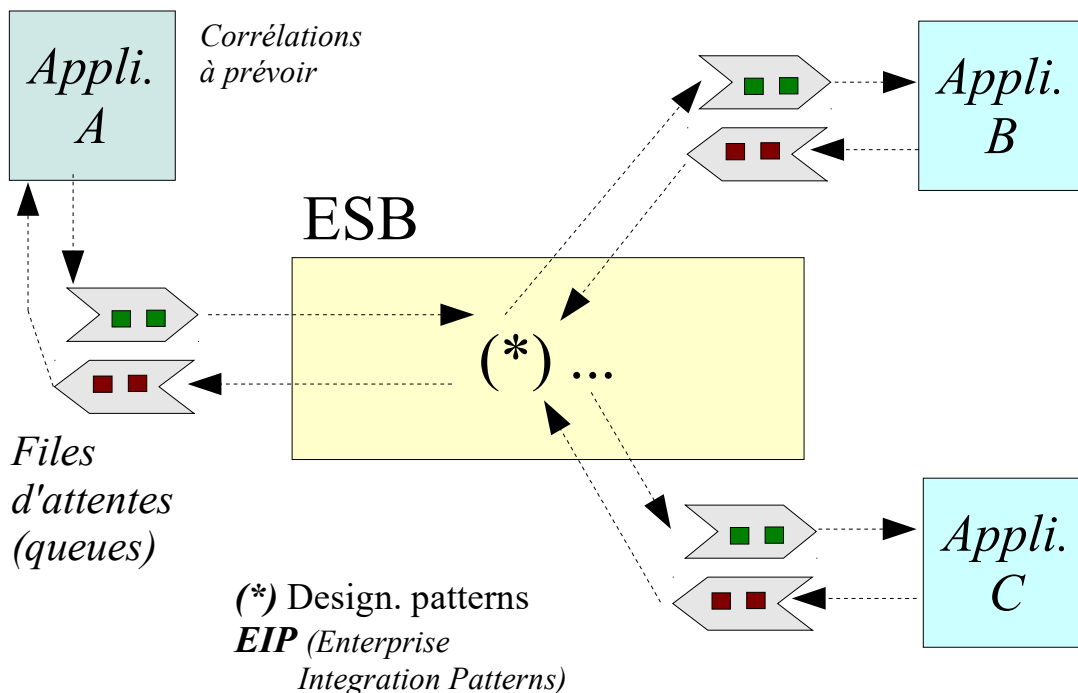 Appli.
A
Corrélations
à prévoir
Appli.
B
ESB
(*) ...
Files
d'attentes
(queues)
Appli.
C
(*) Design. patterns
EIP (Enterprise
Integration Patterns)